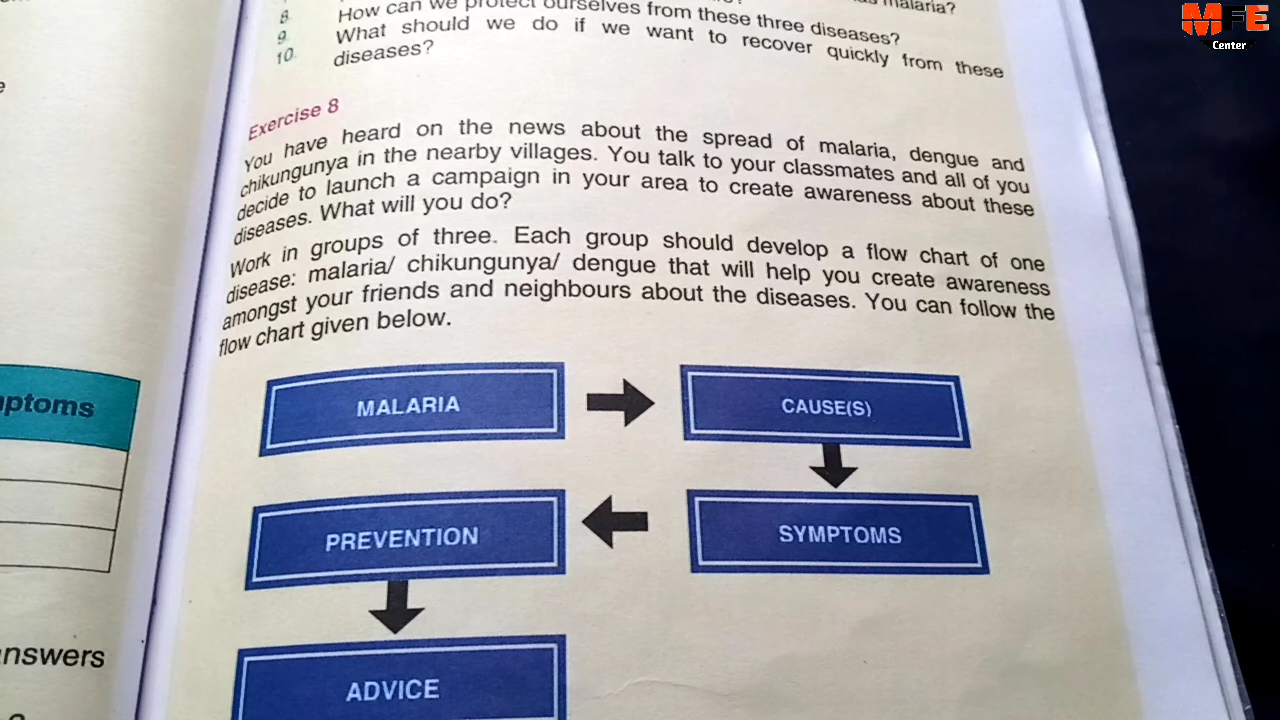 malaria?
8. How can we protect ourselves from these three diseases?
9. What should we do if we want to recover quickly from these
10. diseases?
Exercise 8
You have heard on the news about the spread of malaria, dengue and
chikungunya in the nearby villages. You talk to your classmates and all of you
decide to launch a campaign in your area to create awareness about these
diseases. What will you do?
Work in groups of three. Each group should develop a flow chart of one
disease: malaria/ chikungunya/ dengue that will help you create awareness
amongst your friends and neighbours about the diseases. You can follow the
flow chart given below.
MALARIA
CAUSE(S)
SYMPTOMS
PREVENTION
ADVICE
ptoms
nswers
MFE
Center